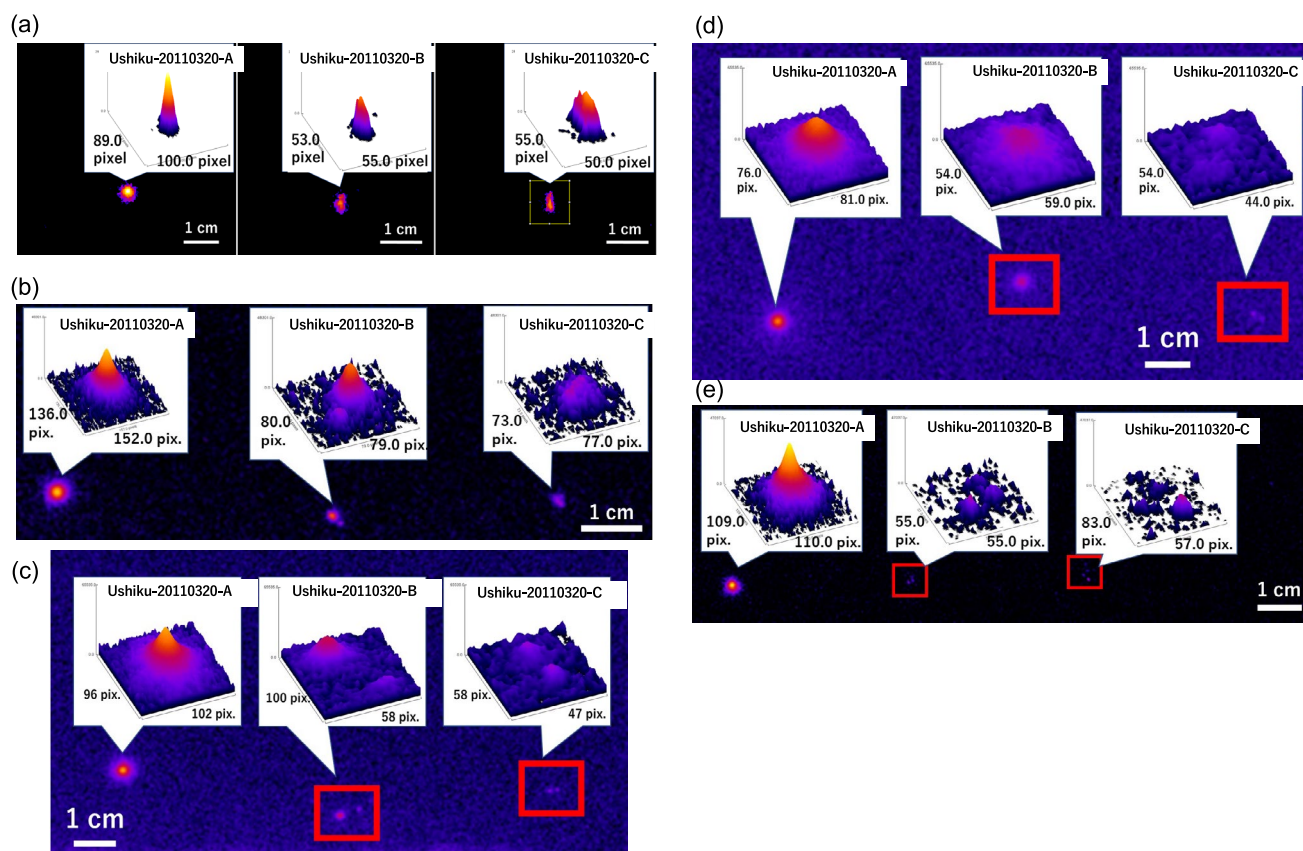 (a)
Ushiku-20110320-A
89.0
pixel
100.0 pixel
1 cm
Ushiku-20110320-B
53.0
pixel
55.0 pixel
1 cm
Ushiku-20110320-C
55.0
pixel
50.0 pixel
1 cm
(b)
Ushiku-20110320-A
136.0
pix.
152.0 pix.
Ushiku-20110320-B
80.0
pix.
79.0 pix.
Ushiku-20110320-C
73.0
pix.
77.0 pix.
1 cm
(c)
Ushiku-20110320-A
96 pix.
102 pix.
Ushiku-20110320-B
100 pix.
58 pix.
Ushiku-20110320-C
58 pix.
47 pix.
1 cm
(d)
Ushiku-20110320-A
76.0
pix.
81.0 pix.
Ushiku-20110320-B
54.0
pix.
59.0 pix.
Ushiku-20110320-C
54.0
pix.
44.0 pix.
1 cm
(e)
Ushiku-20110320-A
109.0
pix.
110.0 pix.
Ushiku-20110320-B
55.0
pix.
55.0 pix.
Ushiku-20110320-C
83.0
pix.
57.0 pix.
1 cm